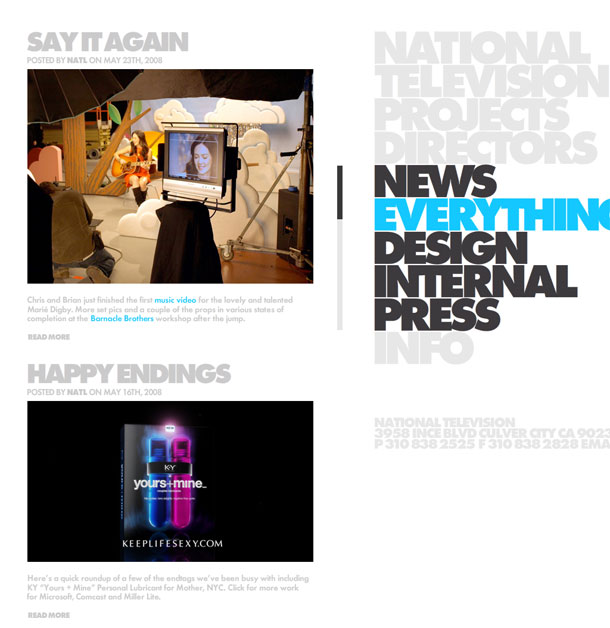 SAY IT AGAIN
POSTED BY NATL ON MAY 23TH, 2008
Chris and Brian just finished the first music video for the lovely and talented
Marié Digby. More set pics and a couple of the props in various states of
completion at the Barnacle Brothers workshop after the jump.
READ MORE
HAPPY ENDINGS
POSTED BY NATL ON MAY 16TH, 2008
K-Y
yours+mine
KEEPLIFESEXY.COM
Here's a quick roundup of a few of the endtags we've been busy with including
KY "Yours + Mine" Personal Lubricant for Mother, NYC. Click for more work
for Microsoft, Comcast and Miller Lite.
READ MORE
NATIONAL
TELEVISION
PROJECTS
DIRECTORS
NEWS
EVERYTHING
DESIGN
INTERNAL
PRESS
INFO
NATIONAL TELEVISION
3958 INCE BLVD CULVER CITY CA 9023
P 310 838 2525 F 310 838 2828 EMA